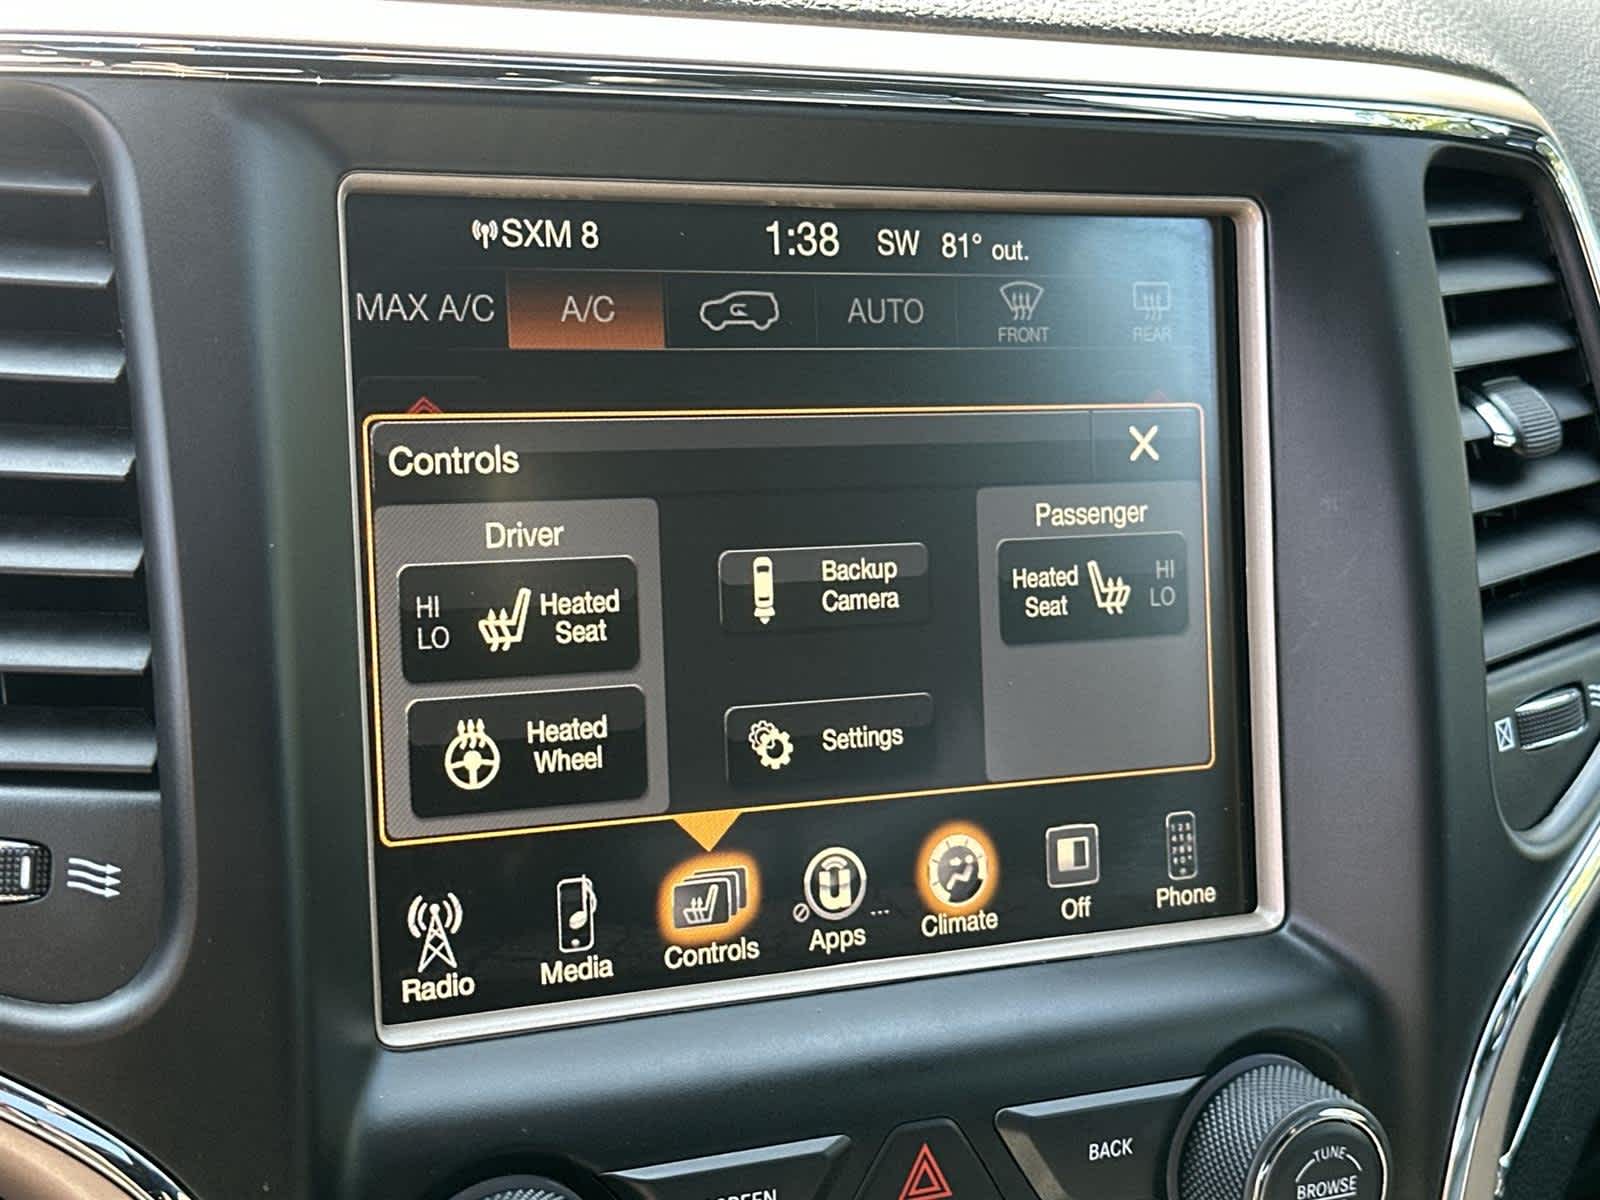 SXM 8 1:38 SW 81° out.
MAX A/C A/C AUTO FRONT REAR
Controls X
Driver Passenger
HI
LO
Heated
Seat
Backup
Camera
Heated
Seat
HI
LO
Heated
Wheel
Settings
Radio Media Controls Apps ... Climate Off Phone
BACK
TUNE
BROWSE